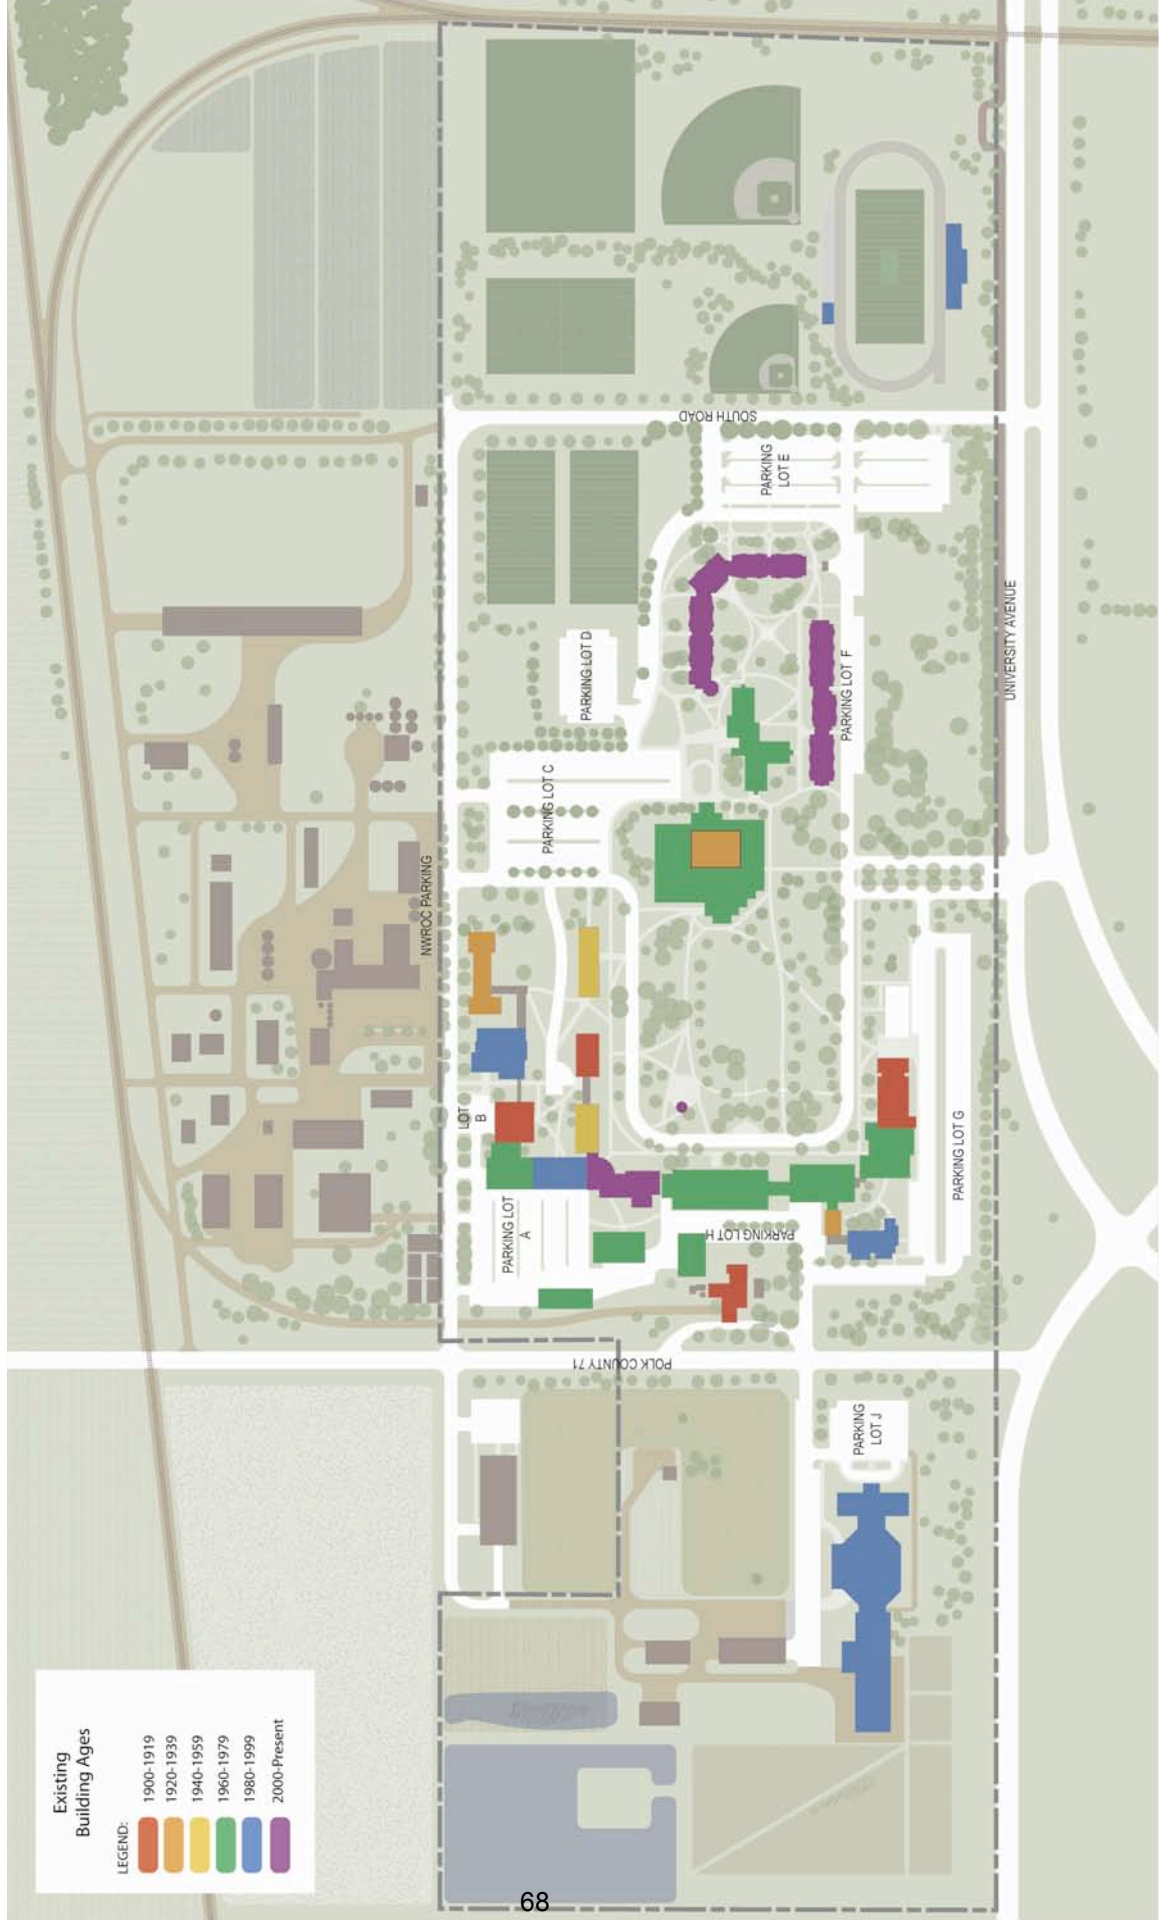 SOUTH ROAD
PARKING
LOT E
UNIVERSITY AVENUE
PARKING LOT D
PARKING LOT F
PARKING LOT C
NWROC PARKING
LOT
B
PARKING LOT G
PARKING LOT
A
PARKING LOT H
POLK COUNTY 71
PARKING
LOT J
Existing
Building Ages
LEGEND:
1900-1919
1920-1939
1940-1959
1960-1979
1980-1999
2000-Present
68